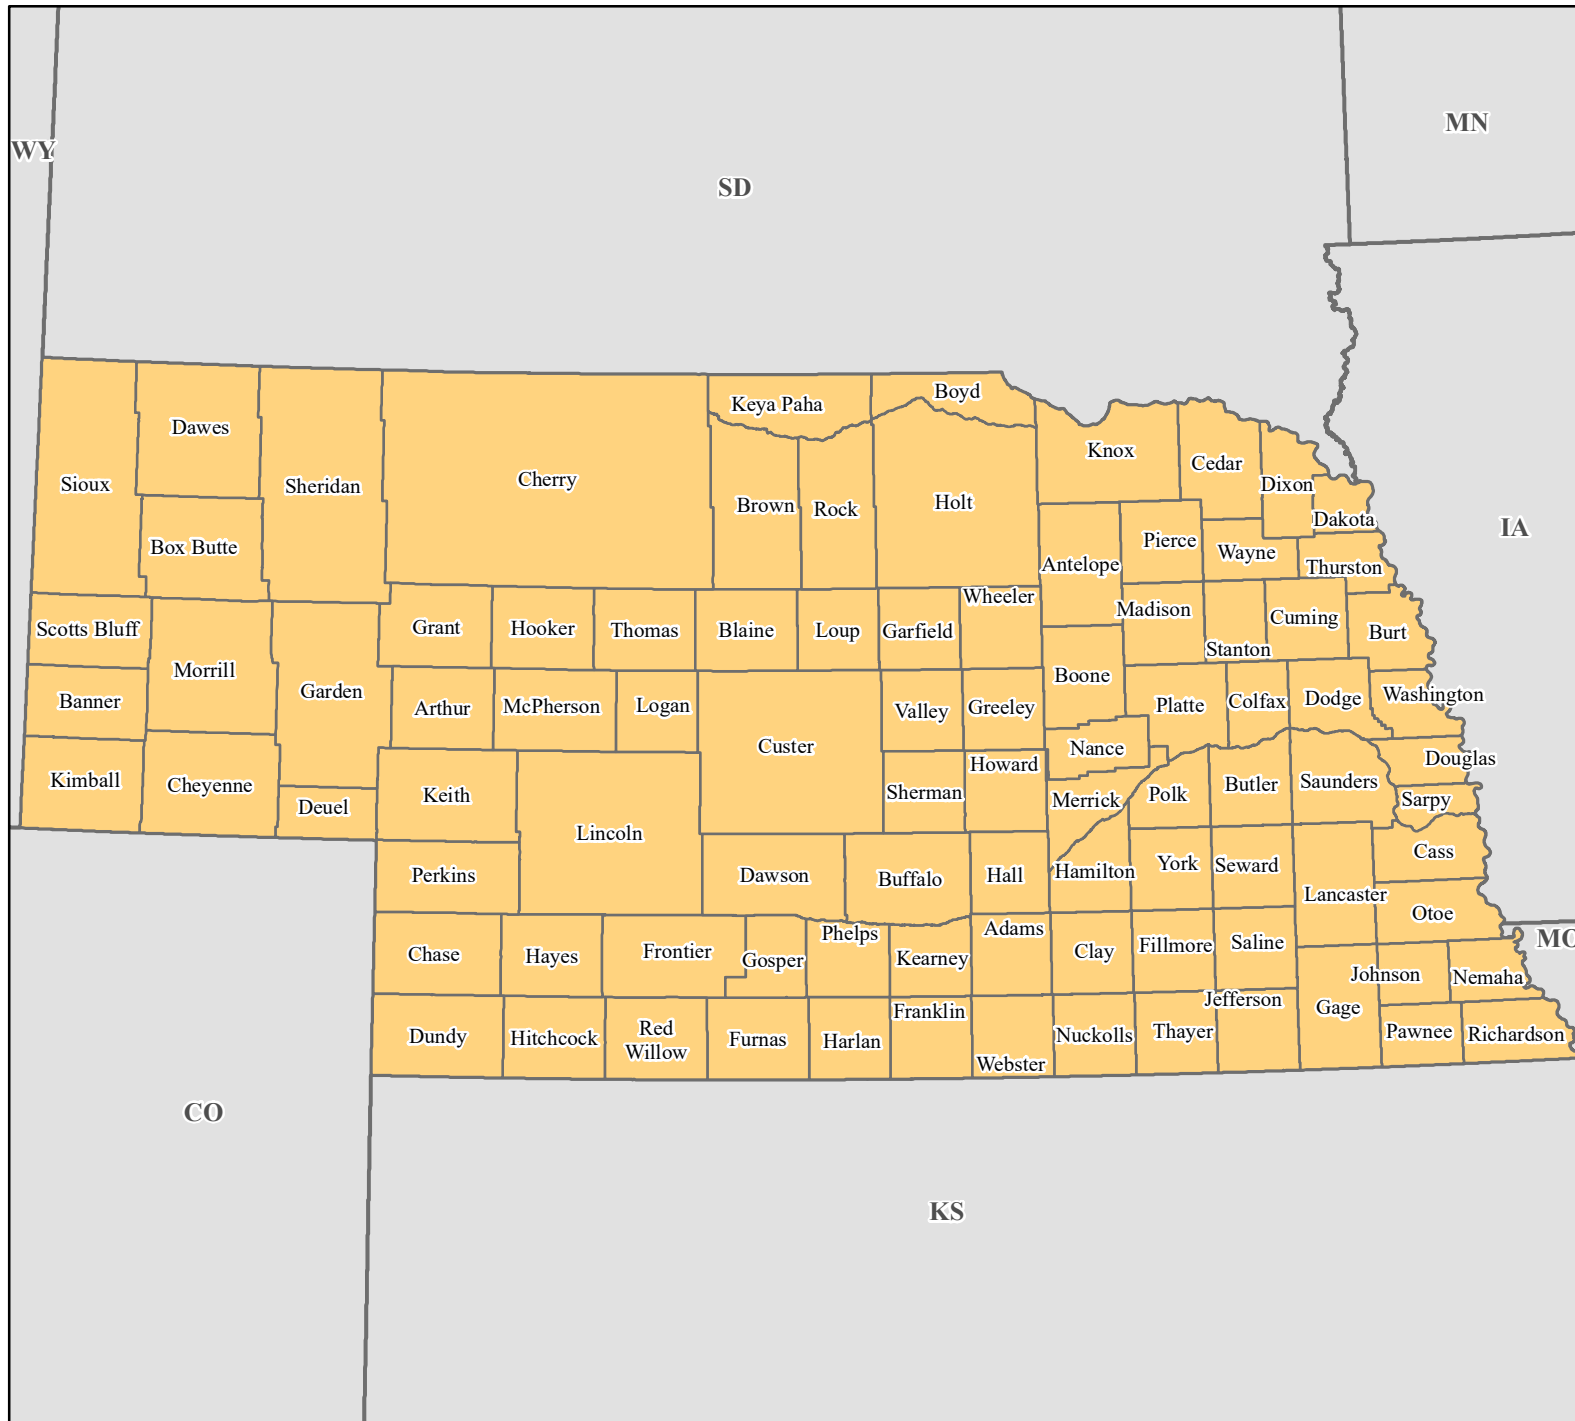 MN
WY
SD
Boyd
Keya Paha
Dawes
Knox
Cedar
Cherry
Sioux
Sheridan
Dixon
Holt
Brown
Rock
Dakota
IA
Pierce
Box Butte
Wayne
Antelope
Thurston
Wheeler
Madison
Cuming
Grant
Hooker
Thomas
Blaine
Loup
Garfield
Scotts Bluff
Burt
Stanton
Morrill
Boone
Garden
Washington
Dodge
Banner
Colfax
Platte
Arthur
McPherson
Logan
Valley
Greeley
Custer
Nance
Douglas
Howard
Kimball
Cheyenne
Saunders
Butler
Keith
Polk
Sherman
Merrick
Sarpy
Deuel
Lincoln
Cass
York
Seward
Hamilton
Perkins
Dawson
Buffalo
Hall
Lancaster
Otoe
Adams
Phelps
MO
Saline
Fillmore
Clay
Frontier
Chase
Hayes
Gosper
Kearney
Johnson
Nemaha
Jefferson
Gage
Franklin
Red
Willow
Pawnee
Richardson
Thayer
Nuckolls
Dundy
Hitchcock
Furnas
Harlan
Webster
CO
KS